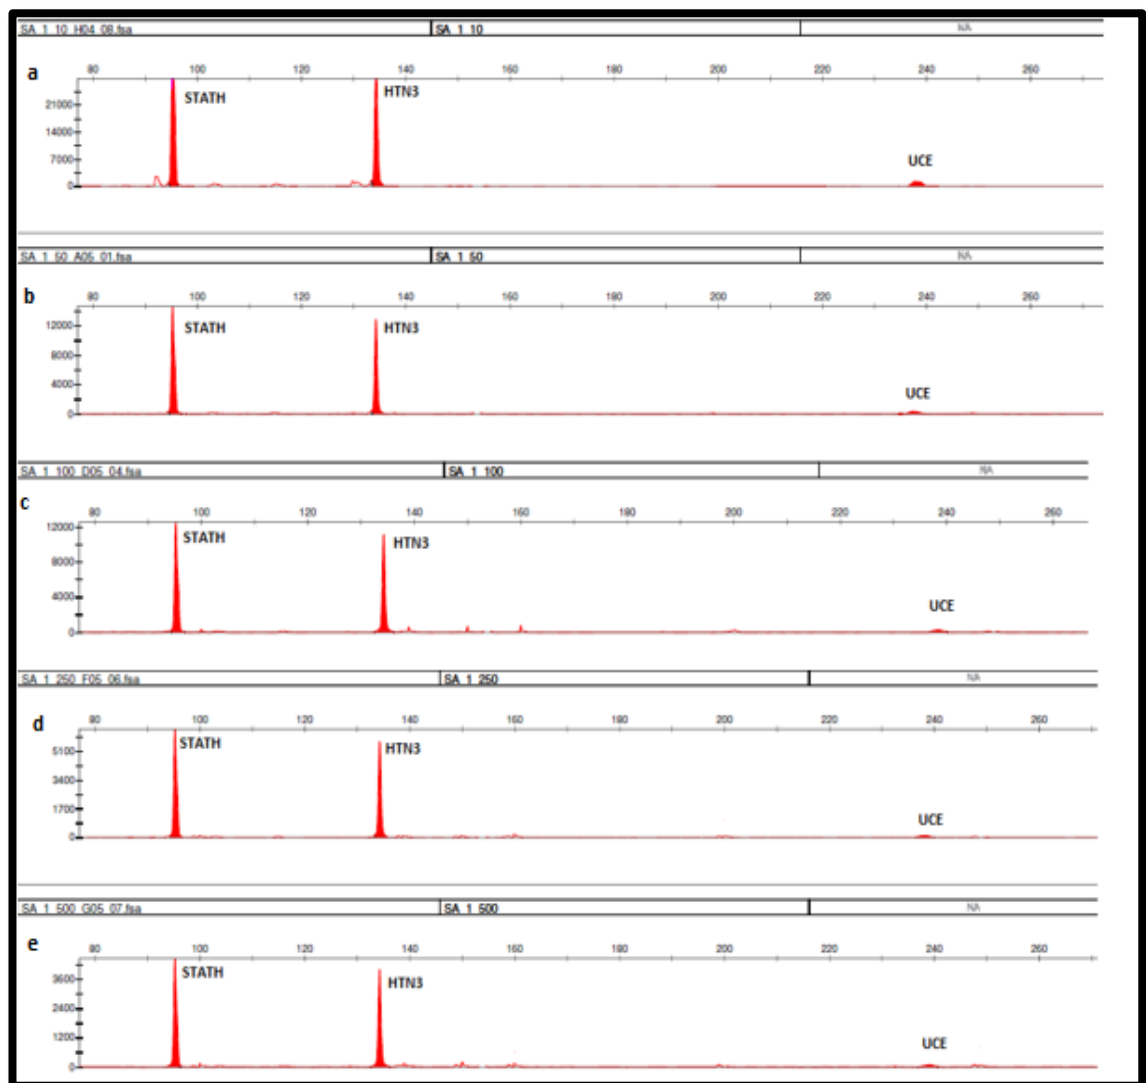 SA_1_10_H04_08.fsa SA_1_10 NA
a
80 100 120 140 160 180 200 220 240 260
STATH HTN3 UCE
21000
14000
7000
0
SA_1_50_A05_01.fsa SA_1_50 NA
b
80 100 120 140 160 180 200 220 240 260
STATH HTN3 UCE
12000
8000
4000
0
SA_1_100_D05_04.fsa SA_1_100 NA
c
80 100 120 140 160 180 200 220 240 260
12000
STATH HTN3 UCE
8000
4000
0
SA_1_250_F05_06.fsa SA_1_250 NA
d
80 100 120 140 160 180 200 220 240 260
STATH HTN3 UCE
5100
3400
1700
0
SA_1_500_G05_07.fsa SA_1_500 NA
e
80 100 120 140 160 180 200 220 240 260
STATH HTN3 UCE
3600
2400
1200
0